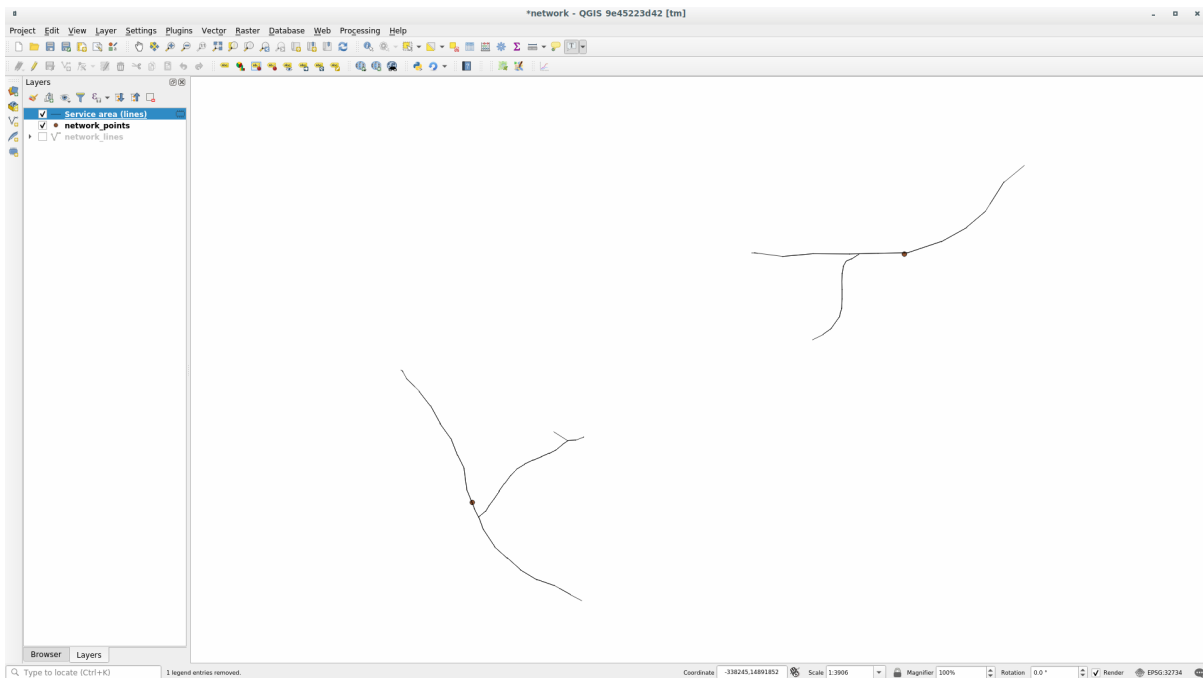 *network - QGIS 9e45223d42 [tm]
Project Edit View Layer Settings Plugins Vector Raster Database Web Processing Help
Layers
Service area (lines)
network_points
network_lines
Browser Layers
Type to locate (Ctrl+K) 1 legend entries removed. Coordinate -338245,14891852 Scale 1:3906 Magnifier 100% Rotation 0.0 ° Render EPSG:32734